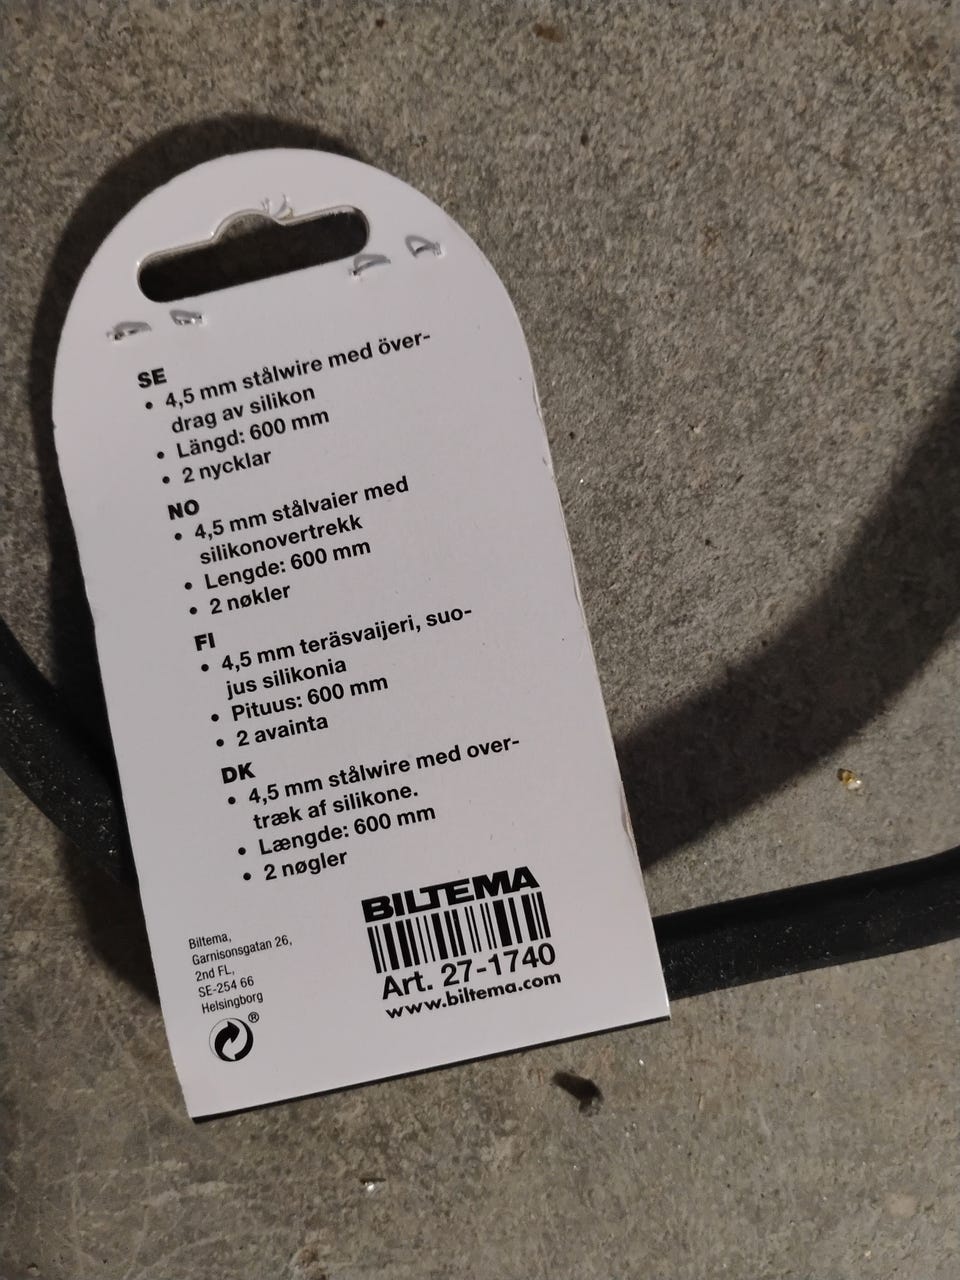 SE
• 4,5 mm stålwire med över-
drag av silikon
• Längd: 600 mm
• 2 nycklar
NO
• 4,5 mm stålvaier med
silikonovertrekk
• Lengde: 600 mm
• 2 nøkler
FI
• 4,5 mm teräsvaijeri, suo-
jus silikonia
• Pituus: 600 mm
• 2 avainta
DK
• 4,5 mm stålwire med over-
træk af silikone.
• Længde: 600 mm
• 2 nøgler
Biltema,
Garnisonsgatan 26,
2nd FL,
SE-254 66
Helsingborg
®
BILTEMA
Art. 27-1740
www.biltema.com